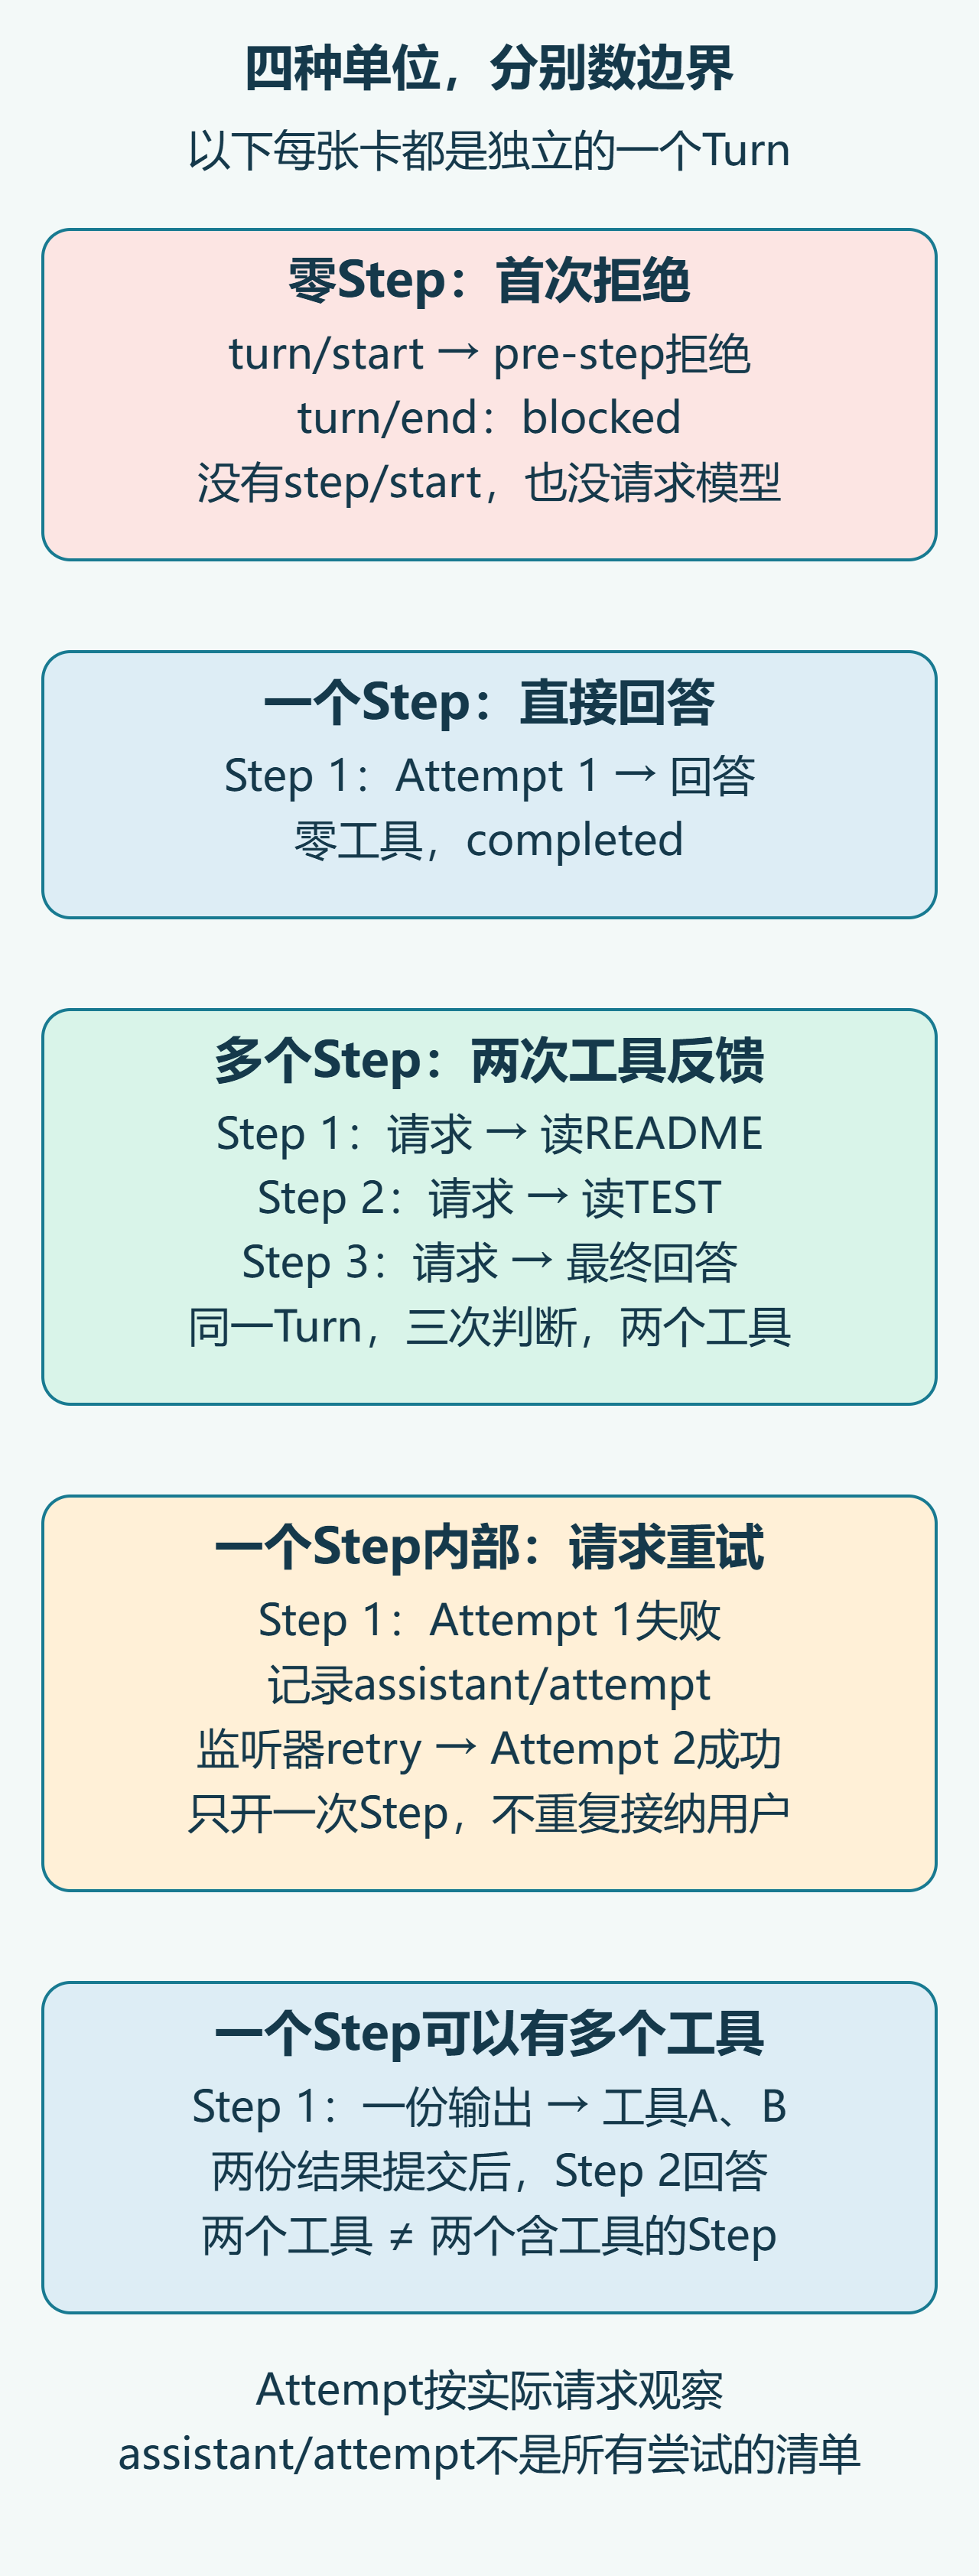 四种单位，分别数边界
以下每张卡都是独立的一个Turn
零Step：首次拒绝
turn/start → pre-step拒绝
turn/end：blocked
没有step/start，也没请求模型
一个Step：直接回答
Step 1：Attempt 1 → 回答
零工具，completed
多个Step：两次工具反馈
Step 1：请求 → 读README
Step 2：请求 → 读TEST
Step 3：请求 → 最终回答
同一Turn，三次判断，两个工具
一个Step内部：请求重试
Step 1：Attempt 1失败
记录assistant/attempt
监听器retry → Attempt 2成功
只开一次Step，不重复接纳用户
一个Step可以有多个工具
Step 1：一份输出 → 工具A、B
两份结果提交后，Step 2回答
两个工具 ≠ 两个含工具的Step
Attempt按实际请求观察
assistant/attempt不是所有尝试的清单